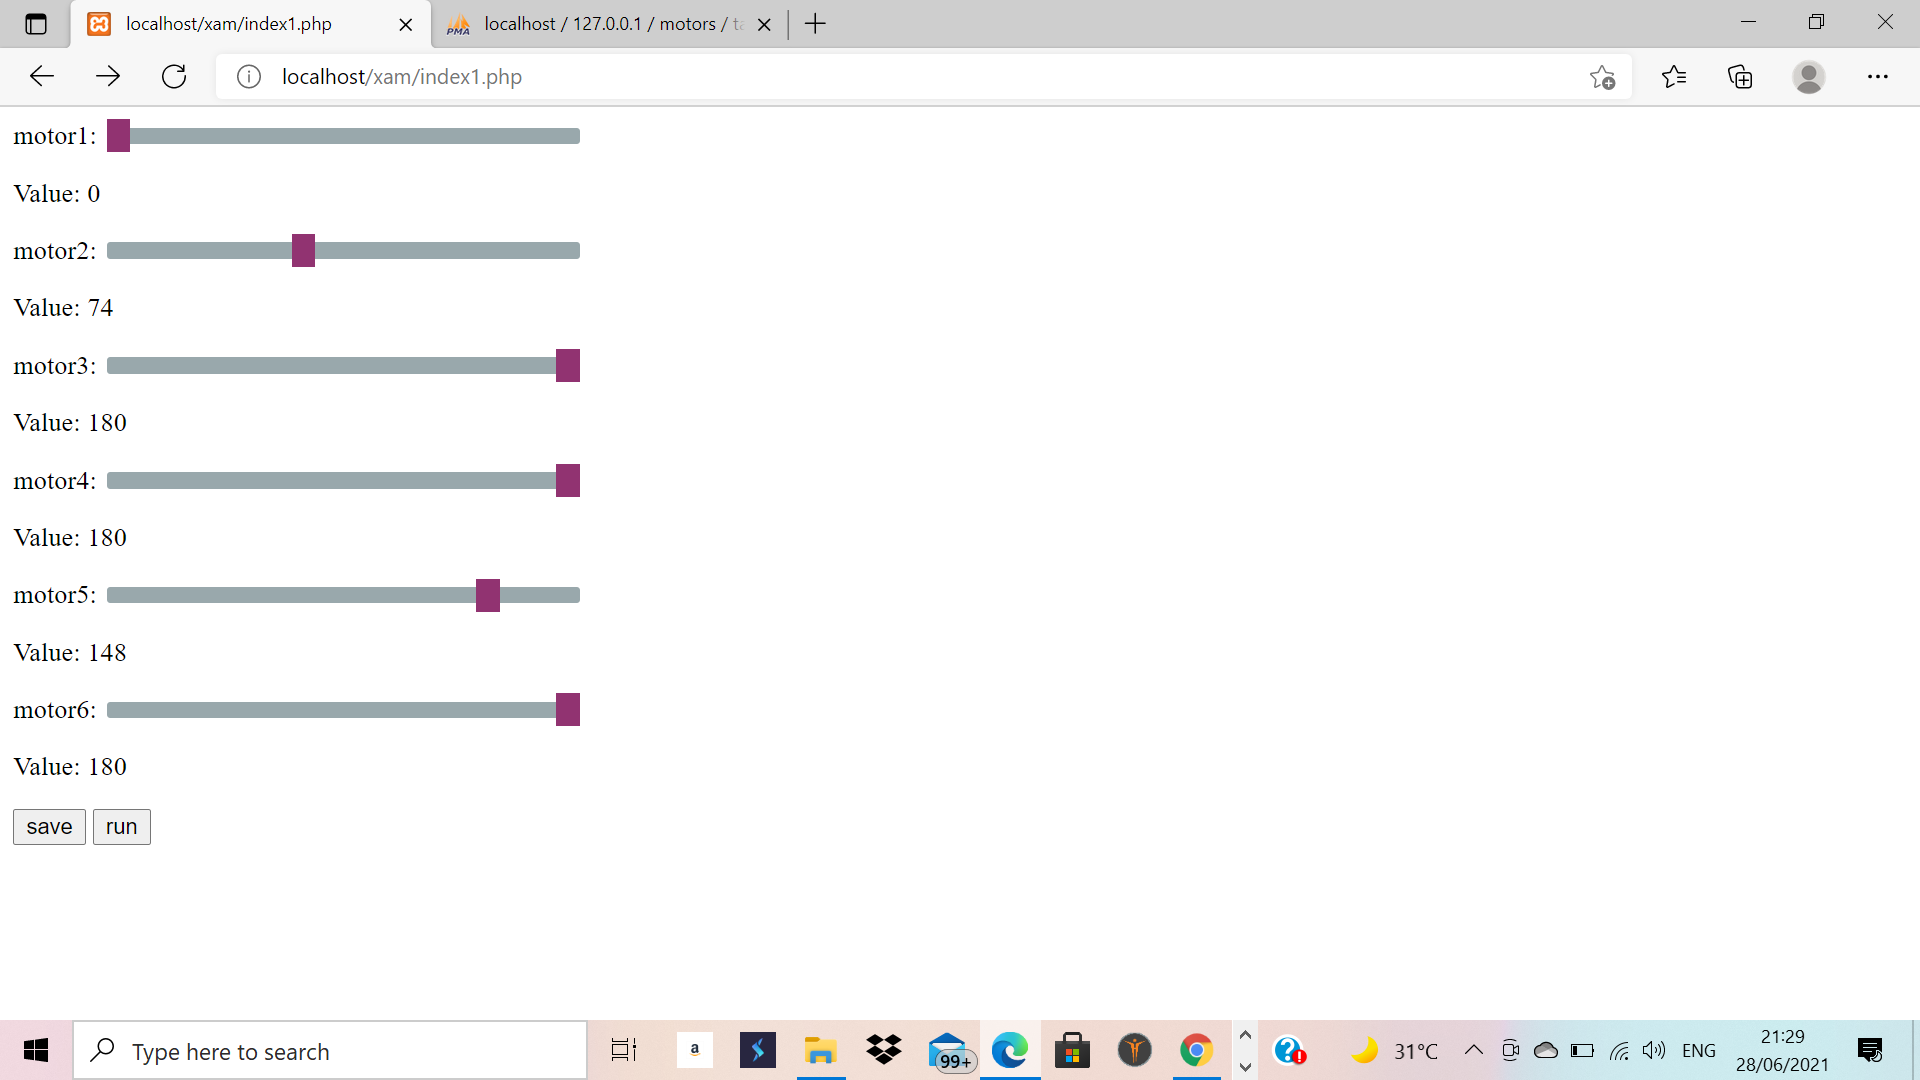 localhost/xam/index1.php
PMA
localhost / 127.0.0.1 / motors / ta
localhost/xam/index1.php
motor1:
Value: 0
motor2:
Value: 74
motor3:
Value: 180
motor4:
Value: 180
motor5:
Value: 148
motor6:
Value: 180
save run
Type here to search
a
99+
31°C
ENG
21:29
28/06/2021